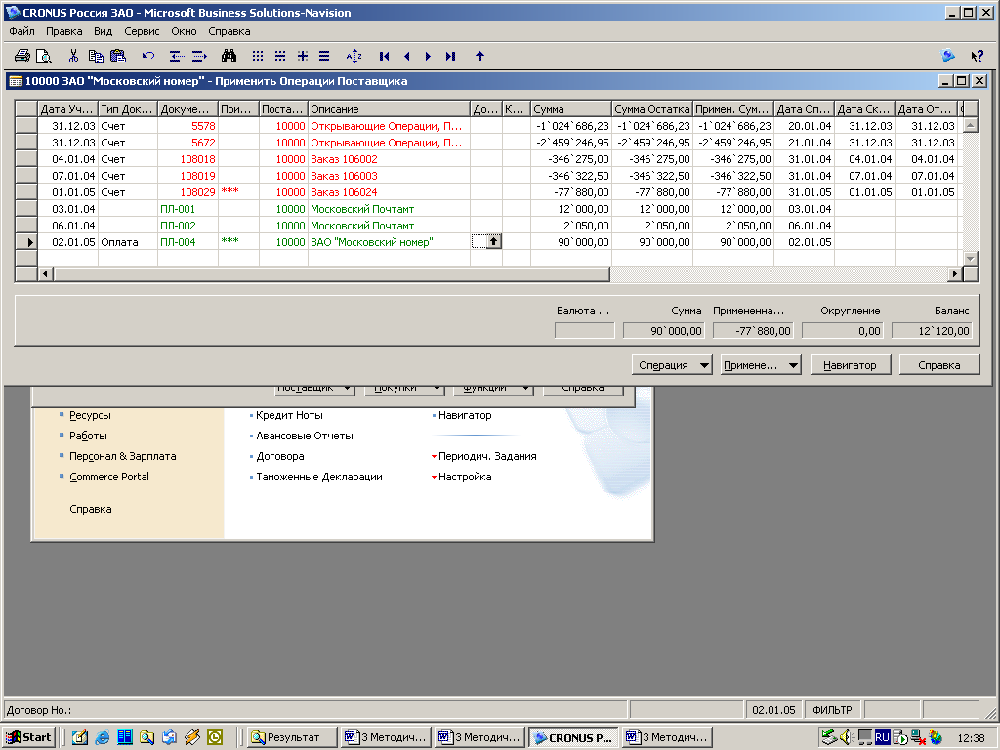 CRONUS Россия ЗАО - Microsoft Business Solutions-Navision
Файл Правка Вид Сервис Окно Справка
10000 ЗАО "Московский номер" - Применить Операции Поставщика
Дата Уч... Тип Док... Докуме... При... Поста... Описание До... К... Сумма Сумма Остатка Примен. Сум... Дата Оп... Дата Ск... Дата От...
31.12.03 Счет 5578 10000 Открывающие Операции, П... -1`024`686,23 -1`024`686,23 -1`024`686,23 20.01.04 31.12.03 31.12.03
31.12.03 Счет 5672 10000 Открывающие Операции, П... -2`459`246,95 -2`459`246,95 -2`459`246,95 21.01.04 31.12.03 31.12.03
04.01.04 Счет 108018 10000 Заказ 106002 -346`275,00 -346`275,00 -346`275,00 31.01.04 04.01.04 04.01.04
07.01.04 Счет 108019 10000 Заказ 106003 -346`322,50 -346`322,50 -346`322,50 31.01.04 07.01.04 07.01.04
01.01.05 Счет 108029 *** 10000 Заказ 106024 -77`880,00 -77`880,00 -77`880,00 31.01.05 01.01.05 01.01.05
03.01.04 ПЛ-001 10000 Московский Почтамт 12`000,00 12`000,00 12`000,00 03.01.04
06.01.04 ПЛ-002 10000 Московский Почтамт 2`050,00 2`050,00 2`050,00 06.01.04
02.01.05 Оплата ПЛ-004 *** 10000 ЗАО "Московский номер" 90`000,00 90`000,00 90`000,00 02.01.05
Валюта ... Сумма Примененна... Округление Баланс
90`000,00 -77`880,00 0,00 12`120,00
Операция Примене... Навигатор Справка
Поставщик Покупки Функции Справка
Ресурсы Кредит Ноты Навигатор
Работы Авансовые Отчеты
Персонал & Зарплата Договора Периодич. Задания
Commerce Portal Таможенные Декларации Настройка
Справка
Договор Но.: 02.01.05 ФИЛЬТР
Start Результат 3 Методич... 3 Методич... CRONUS Р... 3 Методич... RU 12:38